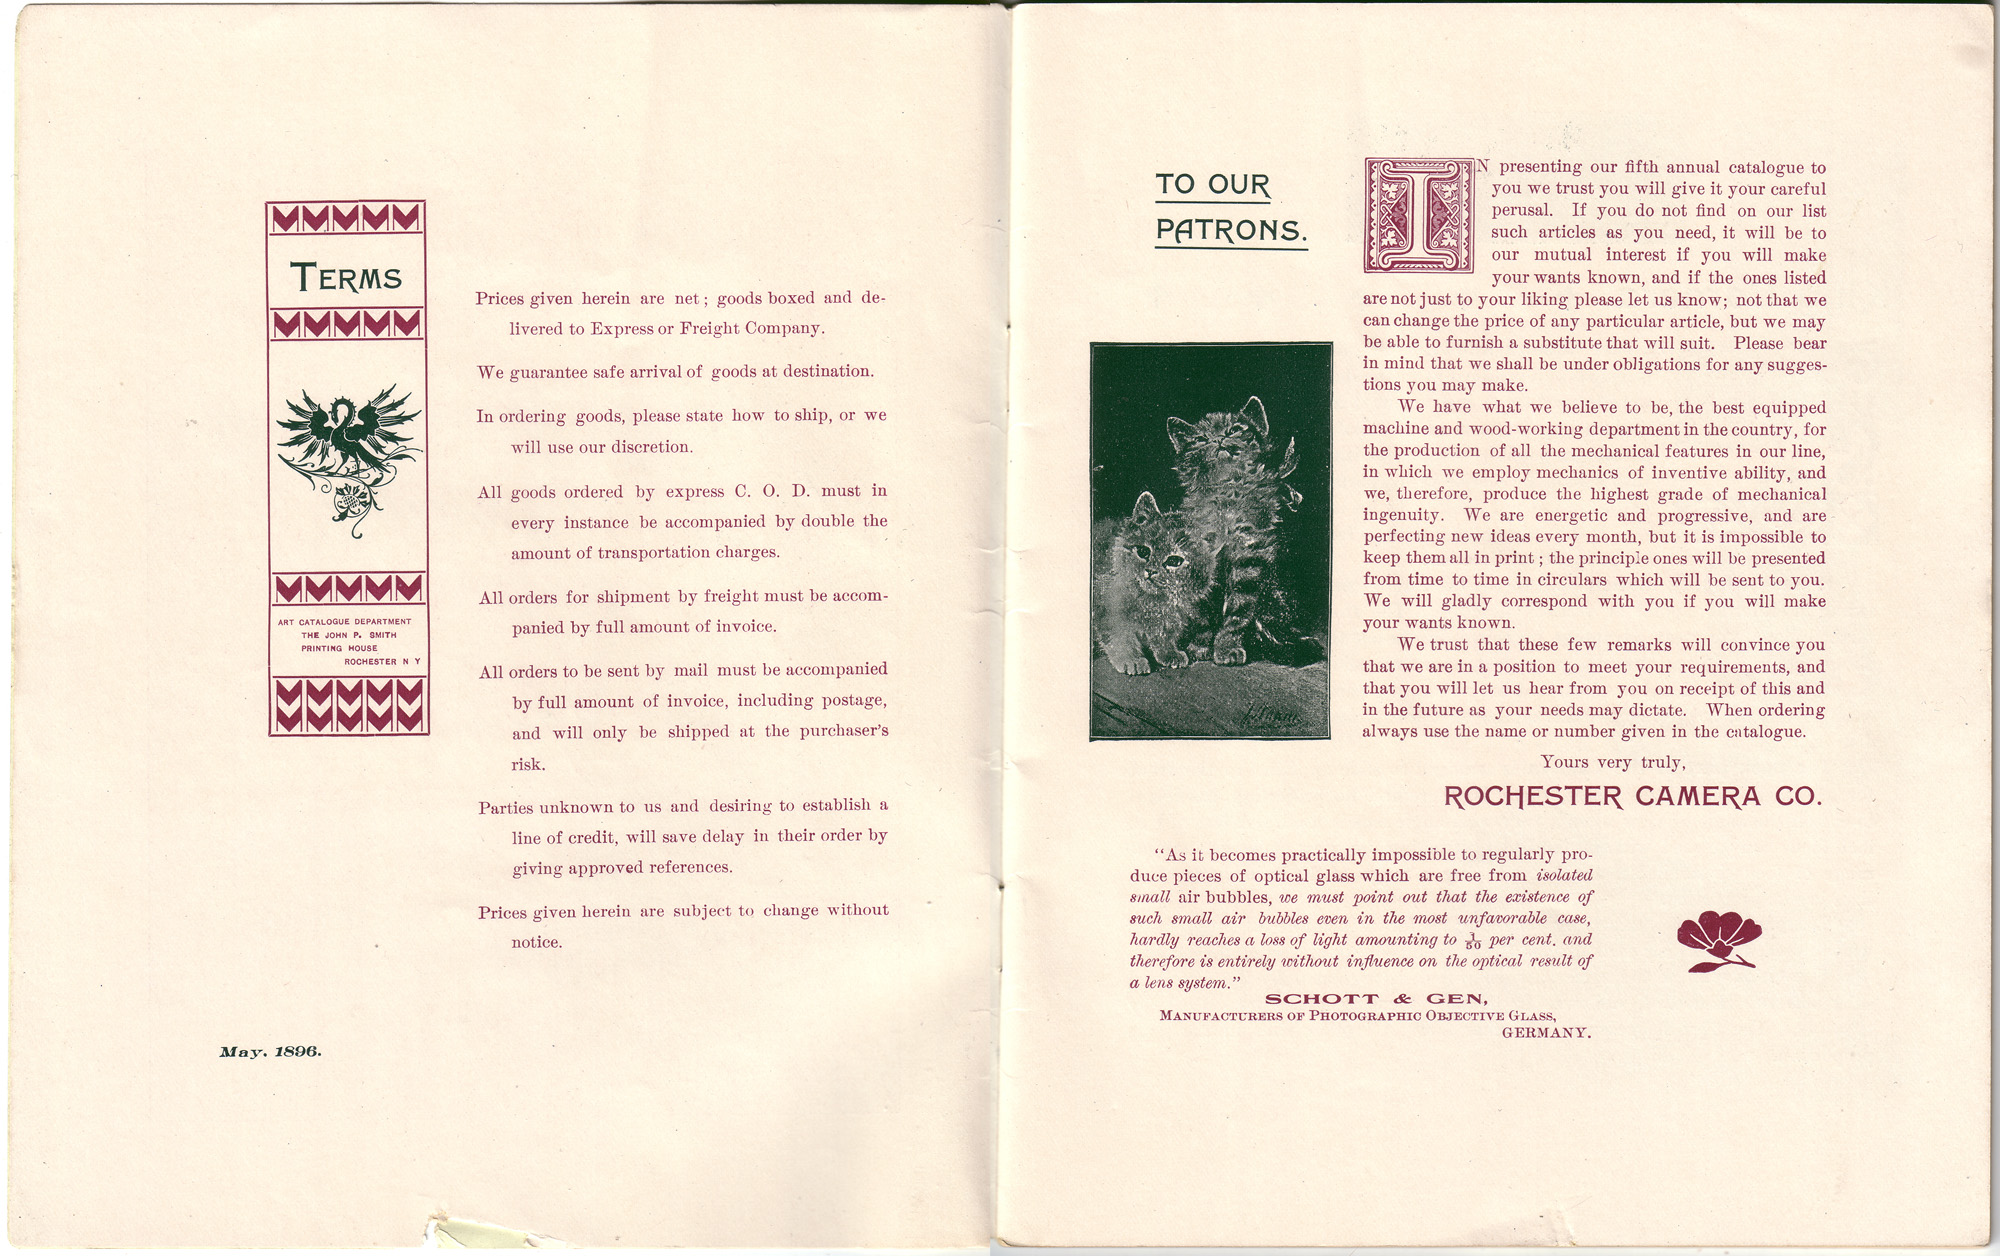 TERMS
ART CATALOGUE DEPARTMENT
THE JOHN P. SMITH
PRINTING HOUSE
ROCHESTER N Y
Prices given herein are net; goods boxed and de-
livered to Express or Freight Company.
We guarantee safe arrival of goods at destination.
In ordering goods, please state how to ship, or we
will use our discretion.
All goods ordered by express C. O. D. must in
every instance be accompanied by double the
amount of transportation charges.
All orders for shipment by freight must be accom-
panied by full amount of invoice.
All orders to be sent by mail must be accompanied
by full amount of invoice, including postage,
and will only be shipped at the purchaser's
risk.
Parties unknown to us and desiring to establish a
line of credit, will save delay in their order by
giving approved references.
Prices given herein are subject to change without
notice.
May. 1896.
TO OUR
PATRONS.
IN presenting our fifth annual catalogue to
you we trust you will give it your careful
perusal. If you do not find on our list
such articles as you need, it will be to
our mutual interest if you will make
your wants known, and if the ones listed
are not just to your liking please let us know; not that we
can change the price of any particular article, but we may
be able to furnish a substitute that will suit. Please bear
in mind that we shall be under obligations for any sugges-
tions you may make.
We have what we believe to be, the best equipped
machine and wood-working department in the country, for
the production of all the mechanical features in our line,
in which we employ mechanics of inventive ability, and
we, therefore, produce the highest grade of mechanical
ingenuity. We are energetic and progressive, and are
perfecting new ideas every month, but it is impossible to
keep them all in print; the principle ones will be presented
from time to time in circulars which will be sent to you.
We will gladly correspond with you if you will make
your wants known.
We trust that these few remarks will convince you
that we are in a position to meet your requirements, and
that you will let us hear from you on receipt of this and
in the future as your needs may dictate. When ordering
always use the name or number given in the catalogue.
Yours very truly,
ROCHESTER CAMERA CO.
"As it becomes practically impossible to regularly pro-
duce pieces of optical glass which are free from isolated
small air bubbles, we must point out that the existence of
such small air bubbles even in the most unfavorable case,
hardly reaches a loss of light amounting to 1/50 per cent. and
therefore is entirely without influence on the optical result of
a lens system."
SCHOTT & GEN,
MANUFACTURERS OF PHOTOGRAPHIC OBJECTIVE GLASS,
GERMANY.